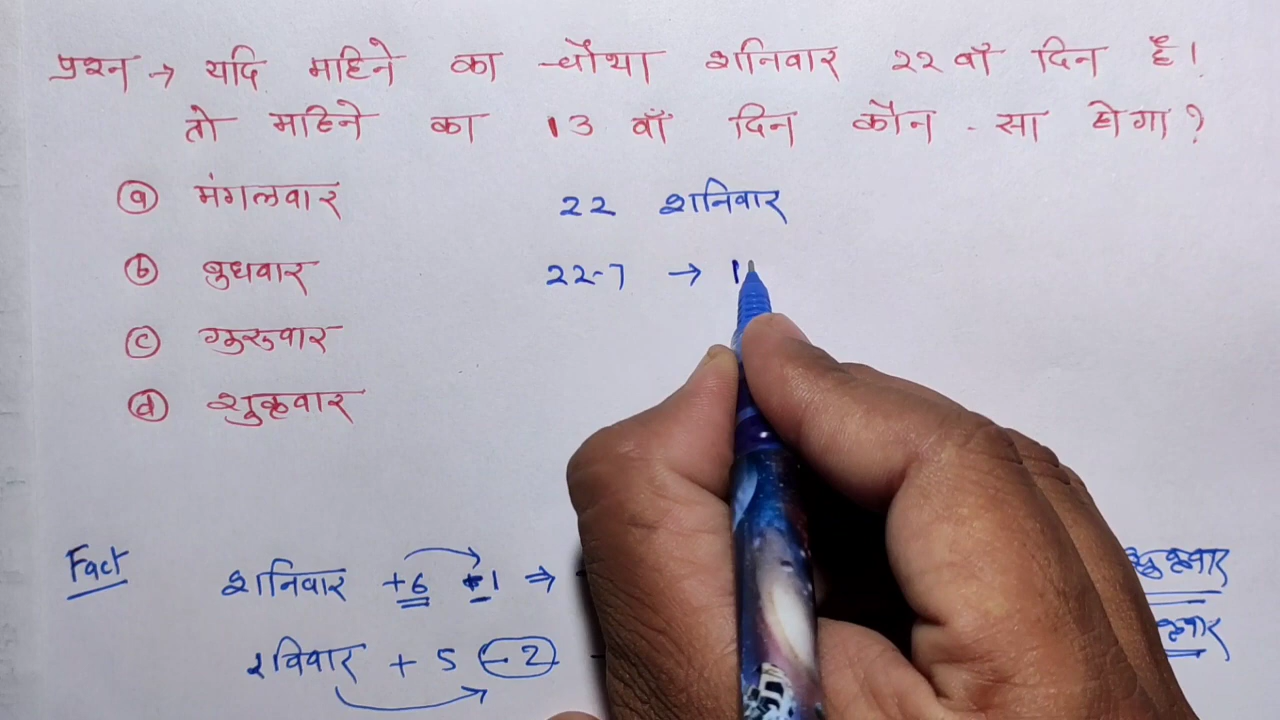 प्रश्न → यदि महिने का चौथा शनिवार 22 वाँ दिन है।
तो महिने का 13 वाँ दिन कौन - सा होगा ?
ⓐ मंगलवार
22 शनिवार
ⓑ बुधवार
22-7 → 1
ⓒ गुरुवार
ⓓ शुक्रवार
Fact
शनिवार +6 -1 ⇒ शुक्रवार
रविवार + 5 -2